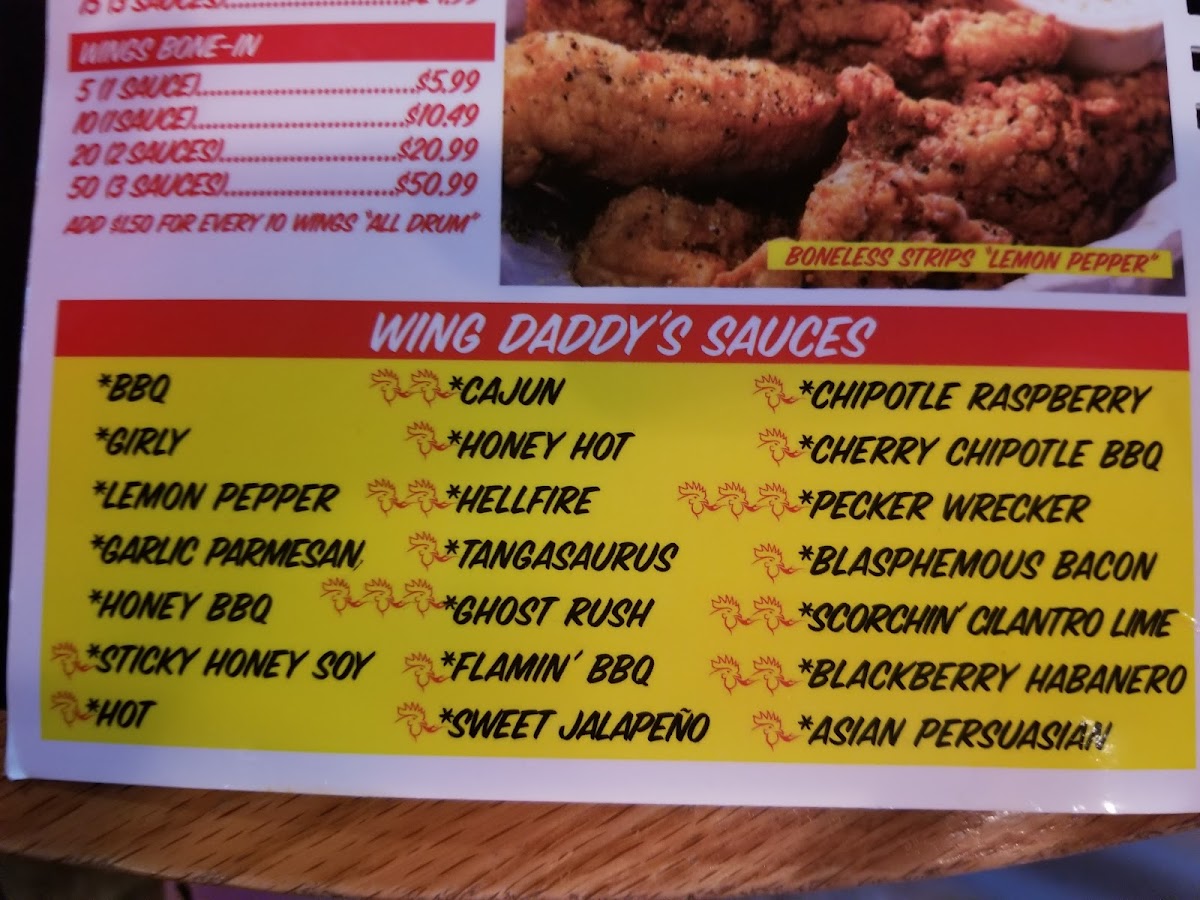 15 (3 SAUCES)
WINGS BONE-IN
5 (1 SAUCE)........................$5.99
10 (1 SAUCE)........................$10.49
20 (2 SAUCES)........................$20.99
50 (3 SAUCES)........................$50.99
ADD $1.50 FOR EVERY 10 WINGS "ALL DRUM"
BONELESS STRIPS "LEMON PEPPER"
WING DADDY'S SAUCES
*BBQ
*GIRLY
*LEMON PEPPER
*GARLIC PARMESAN
*HONEY BBQ
*STICKY HONEY SOY
*HOT
*CAJUN
*HONEY HOT
*HELLFIRE
*TANGASAURUS
*GHOST RUSH
*FLAMIN' BBQ
*SWEET JALAPEÑO
*CHIPOTLE RASPBERRY
*CHERRY CHIPOTLE BBQ
*PECKER WRECKER
*BLASPHEMOUS BACON
*SCORCHIN' CILANTRO LIME
*BLACKBERRY HABANERO
*ASIAN PERSUASIAN